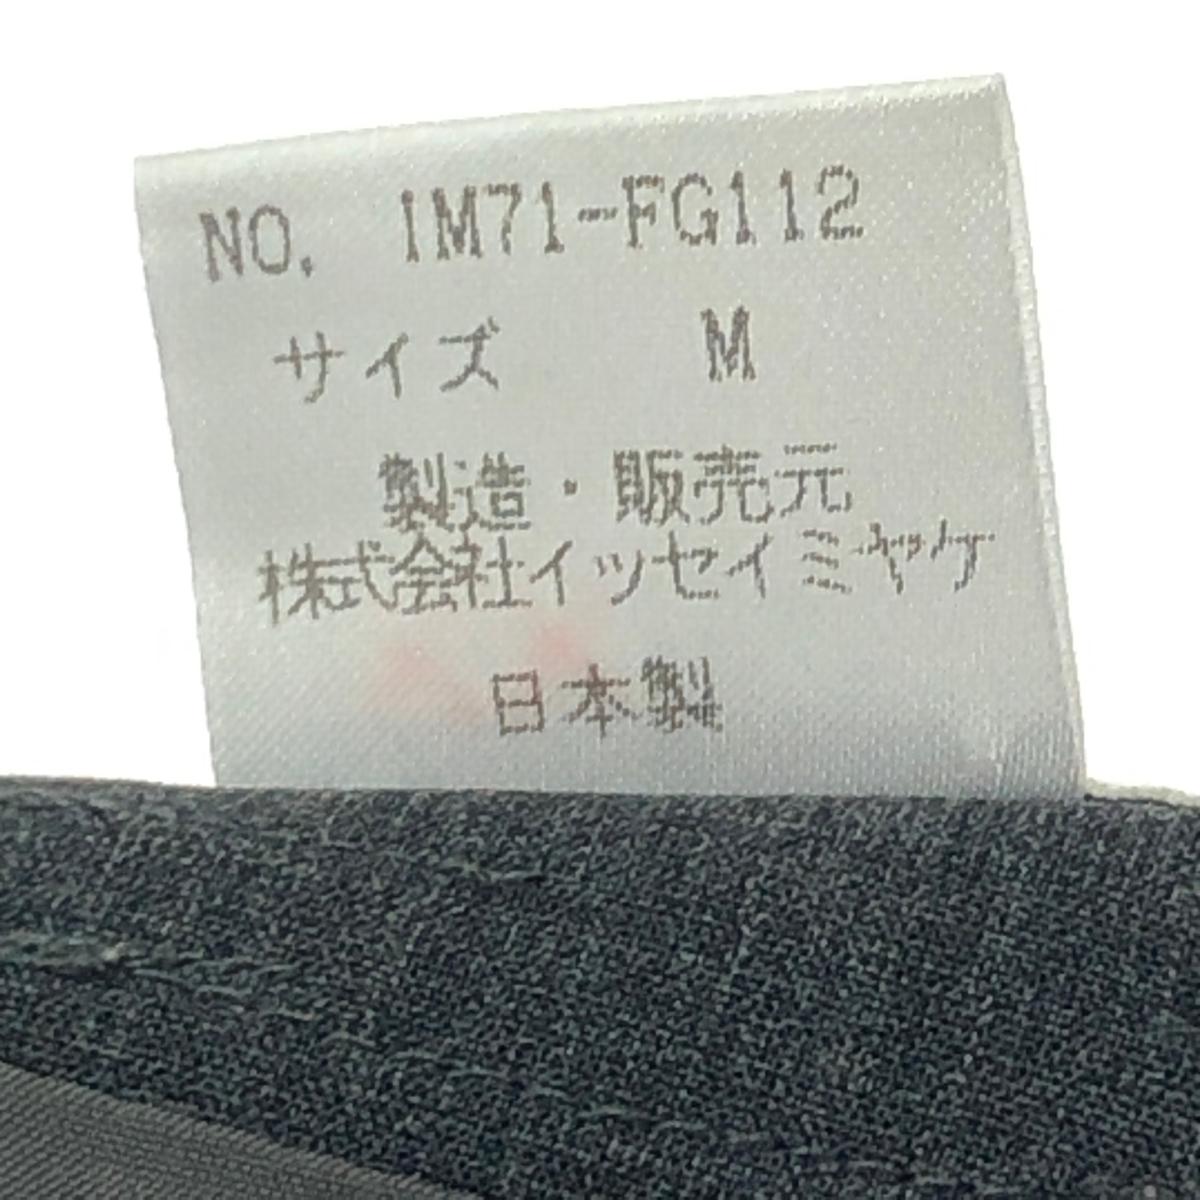 NO. IM71-FG112
サイズ M
製造・販売元
株式会社イッセイミヤケ
日本製